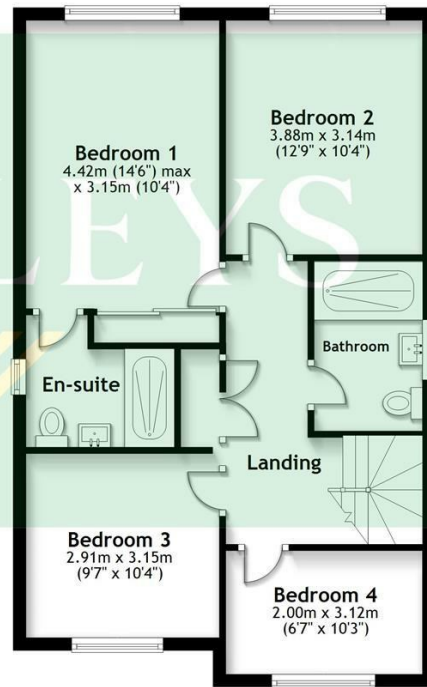 Bedroom 1
4.42m (14'6") max
x 3.15m (10'4")
Bedroom 2
3.88m x 3.14m
(12'9" x 10'4")
LEYS
Bathroom
En-suite
Landing
Bedroom 3
2.91m x 3.15m
(9'7" x 10'4")
Bedroom 4
2.00m x 3.12m
(6'7" x 10'3")